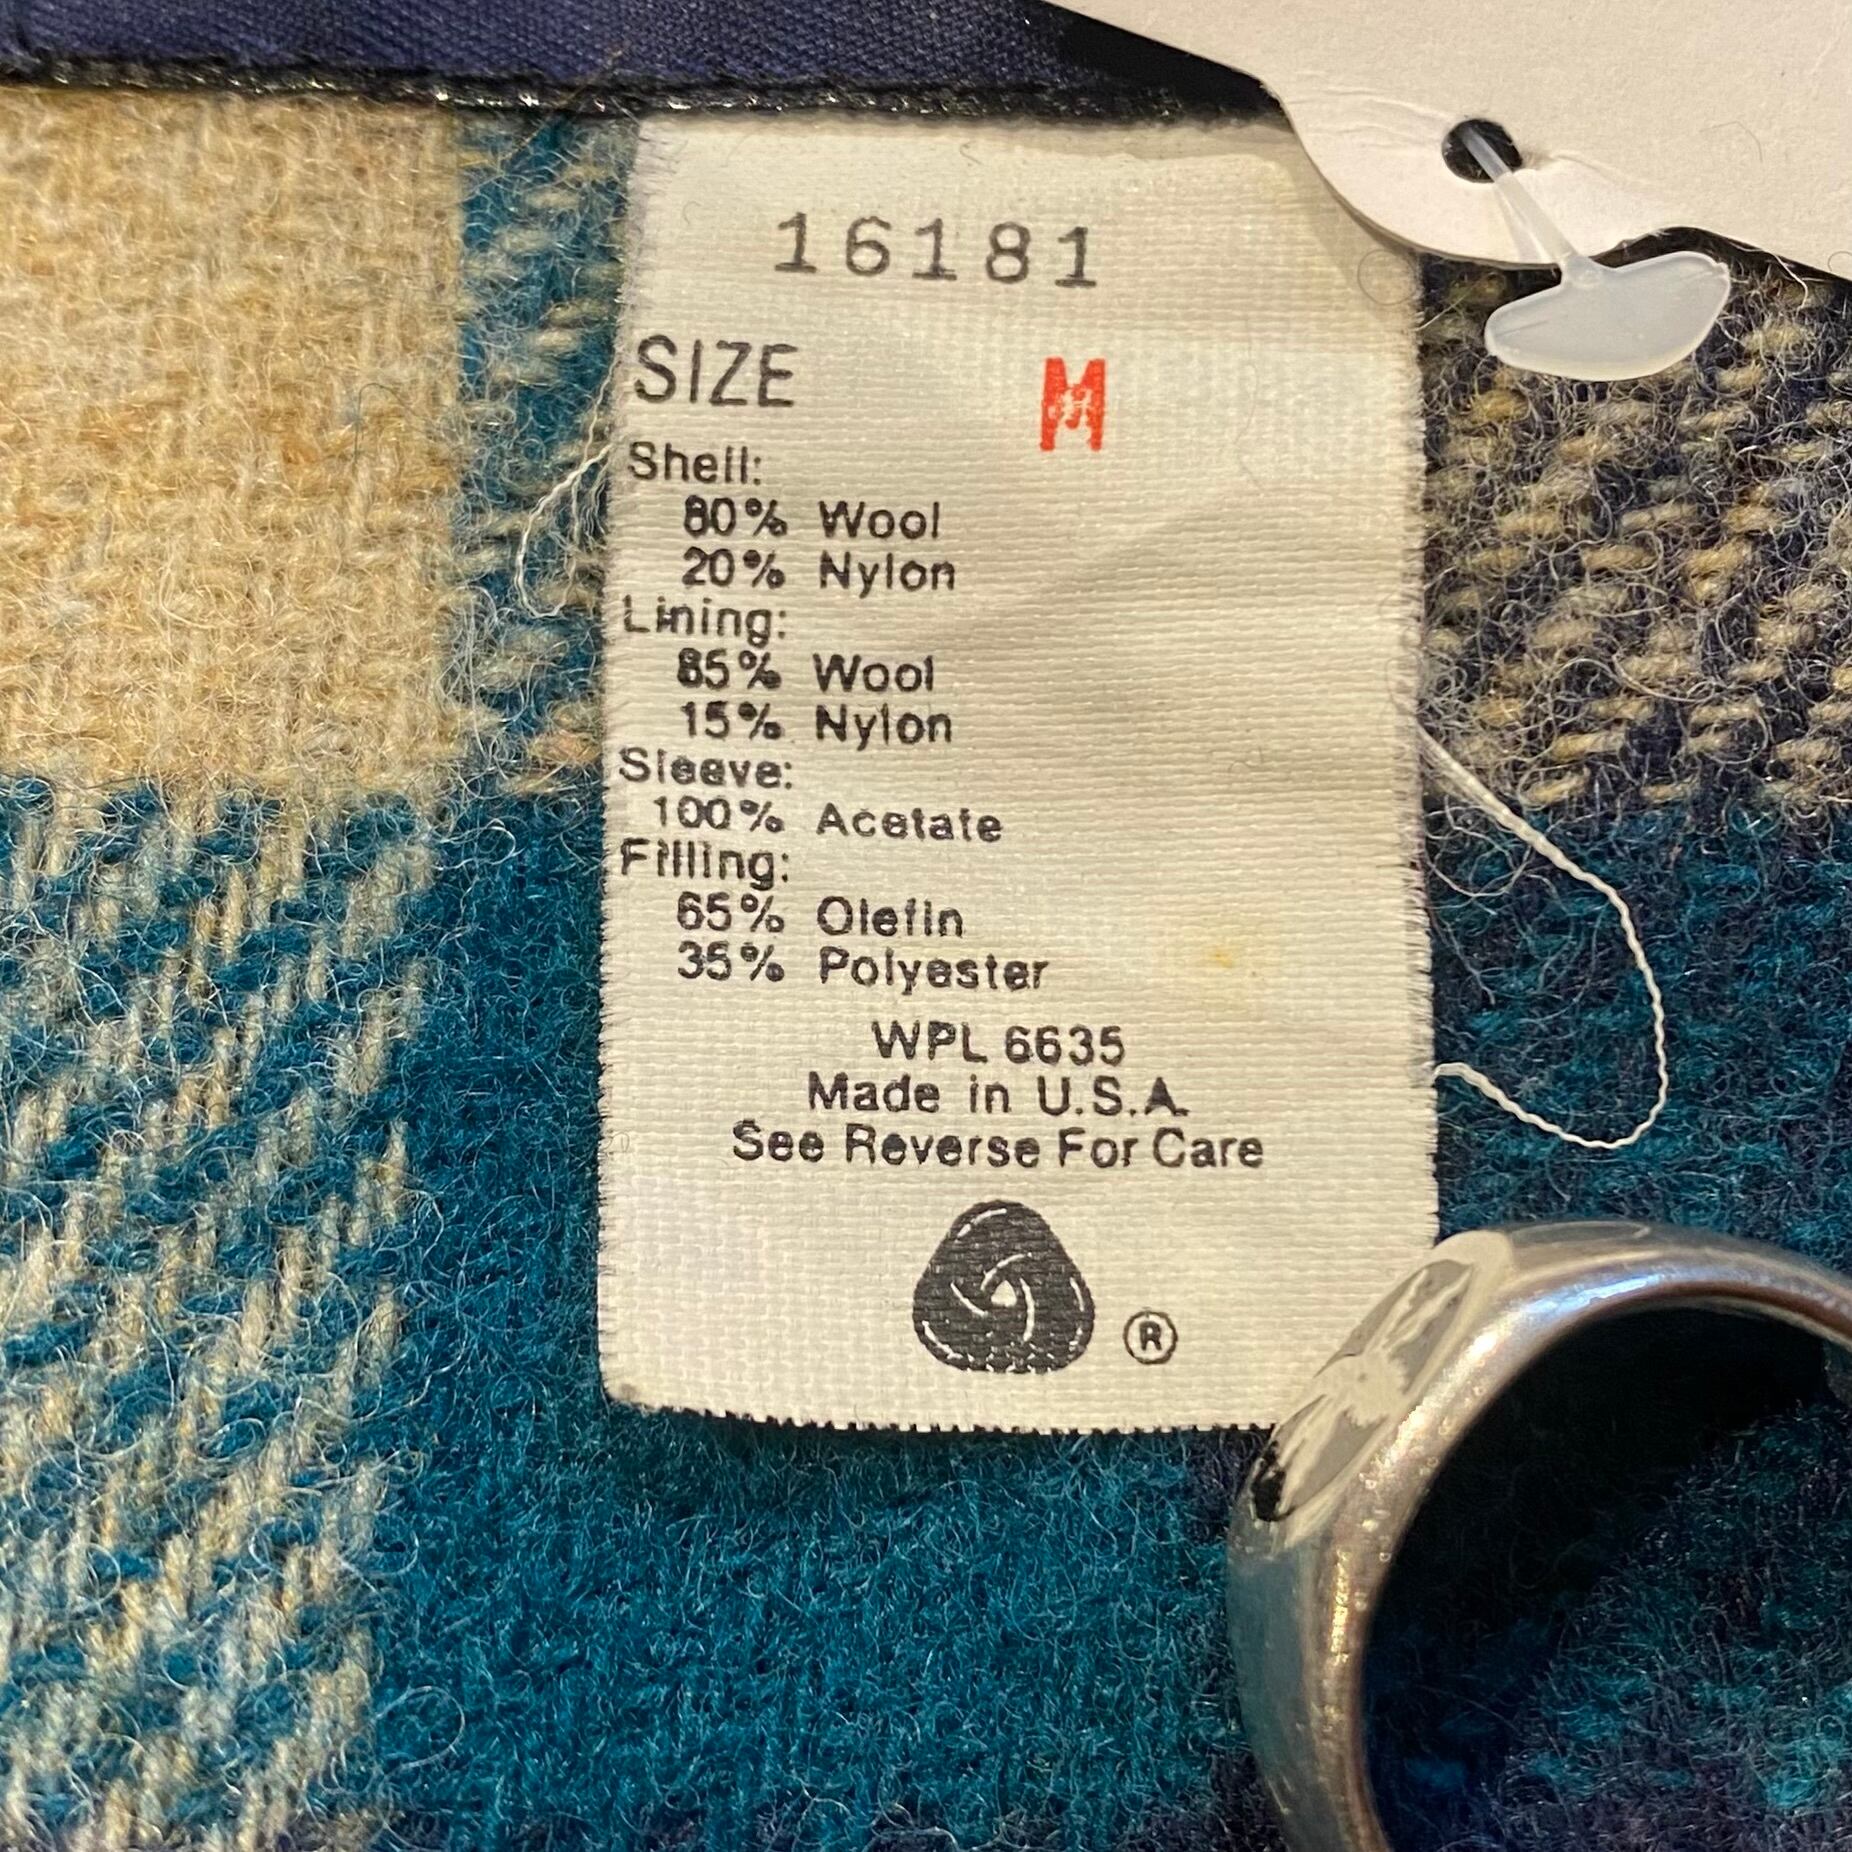 16181
SIZE M
Shell:
80% Wool
20% Nylon
Lining:
85% Wool
15% Nylon
Sleeve:
100% Acetate
Filling:
65% Olefin
35% Polyester
WPL 6635
Made in U.S.A.
See Reverse For Care
®